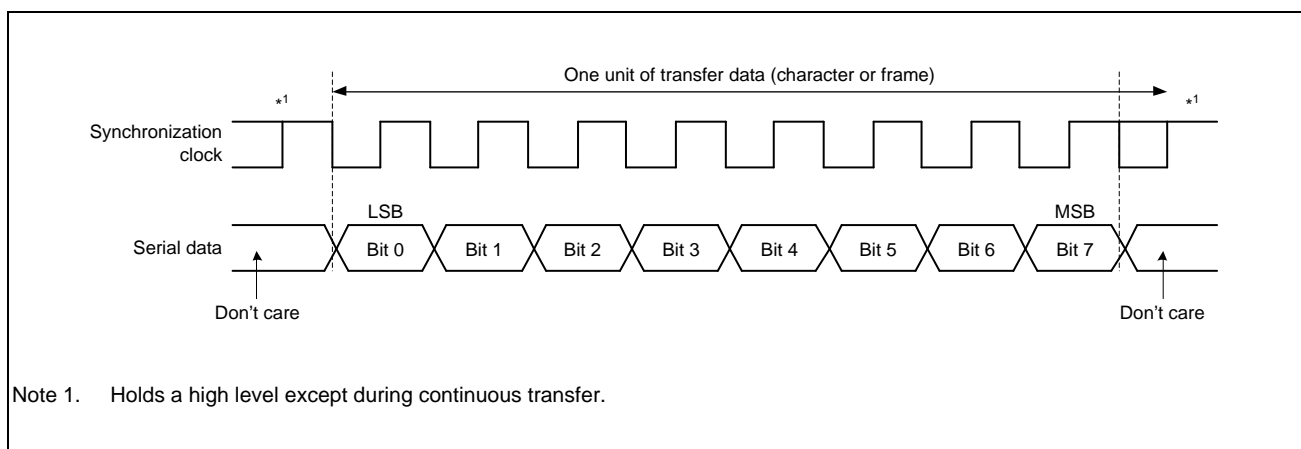 One unit of transfer data (character or frame)
*1 *1
Synchronization
clock
LSB MSB
Serial data Bit 0 Bit 1 Bit 2 Bit 3 Bit 4 Bit 5 Bit 6 Bit 7
Don't care Don't care
Note 1. Holds a high level except during continuous transfer.